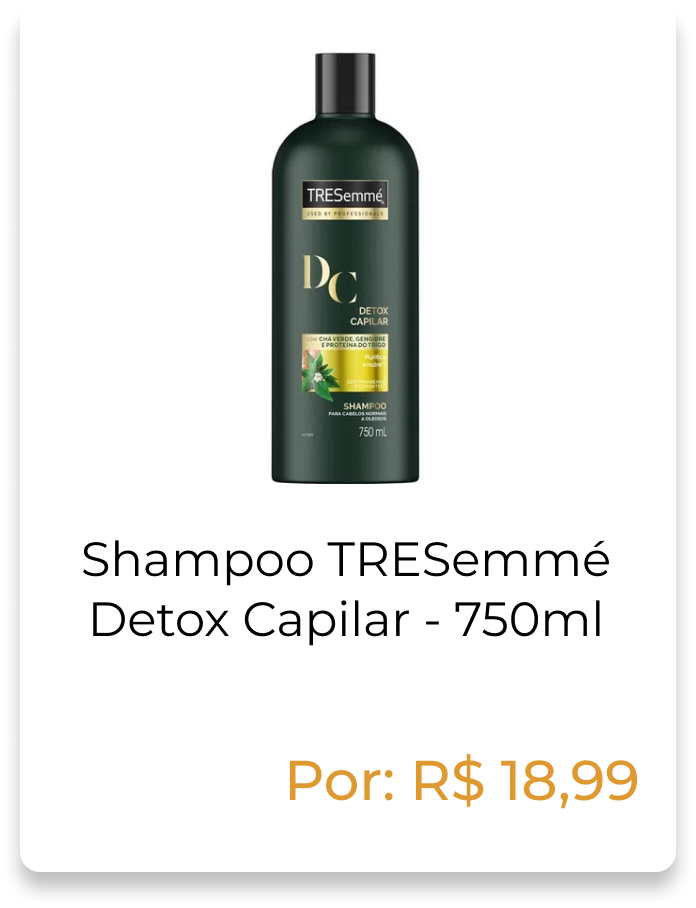 TRESemmé
USED BY PROFESSIONALS
DC
DETOX
CAPILAR
COM CHÁ VERDE, GENGIBRE
E PROTEÍNA DO TRIGO
Purifica
e nutre
SHAMPOO
PARA CABELOS NORMAIS
A OLEOSOS
750 mL
Shampoo TRESemmé
Detox Capilar - 750ml
Por: R$ 18,99